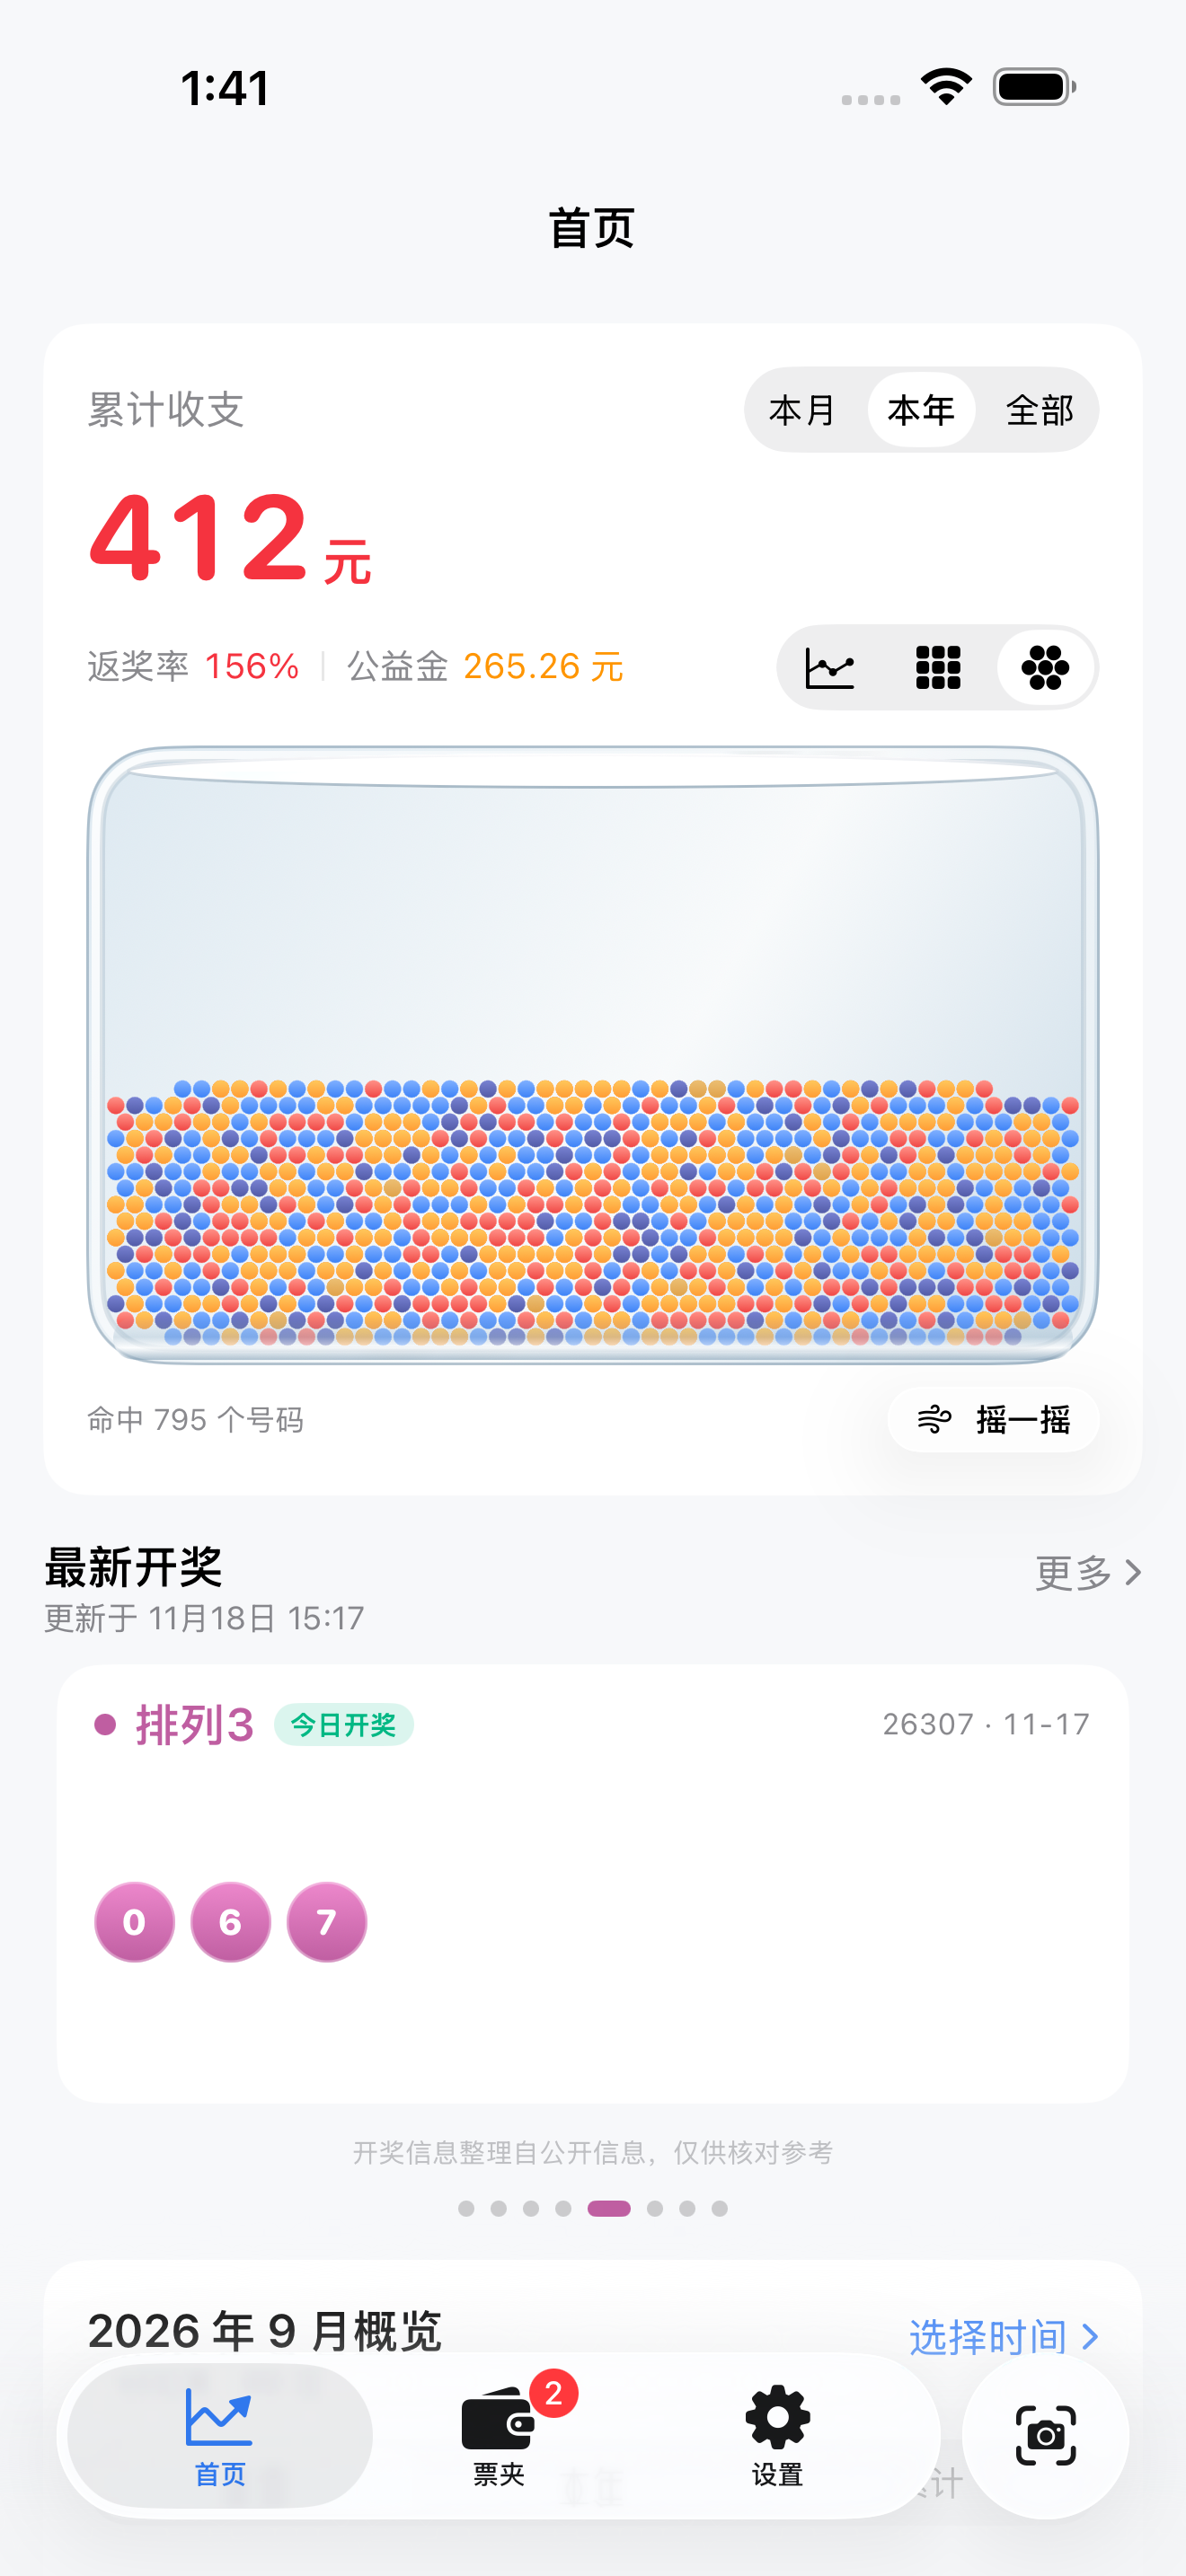 1:41
首页
累计收支
本月 本年 全部
412 元
返奖率 156% 公益金 265.26 元
命中 795 个号码
摇一摇
最新开奖
更多
更新于 11月18日 15:17
排列3 今日开奖 26307 · 11-17
0 6 7
开奖信息整理自公开信息，仅供核对参考
2026 年 9 月概览
选择时间
2
首页 票夹 设置
计